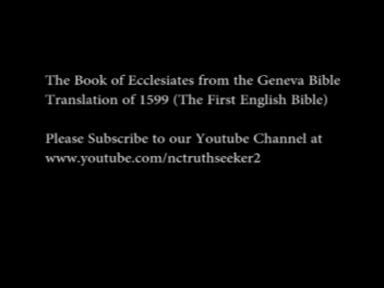 The Book of Ecclesiates from the Geneva Bible
Translation of 1599 (The First English Bible)
Please Subscribe to our Youtube Channel at
www.youtube.com/nctruthseeker2